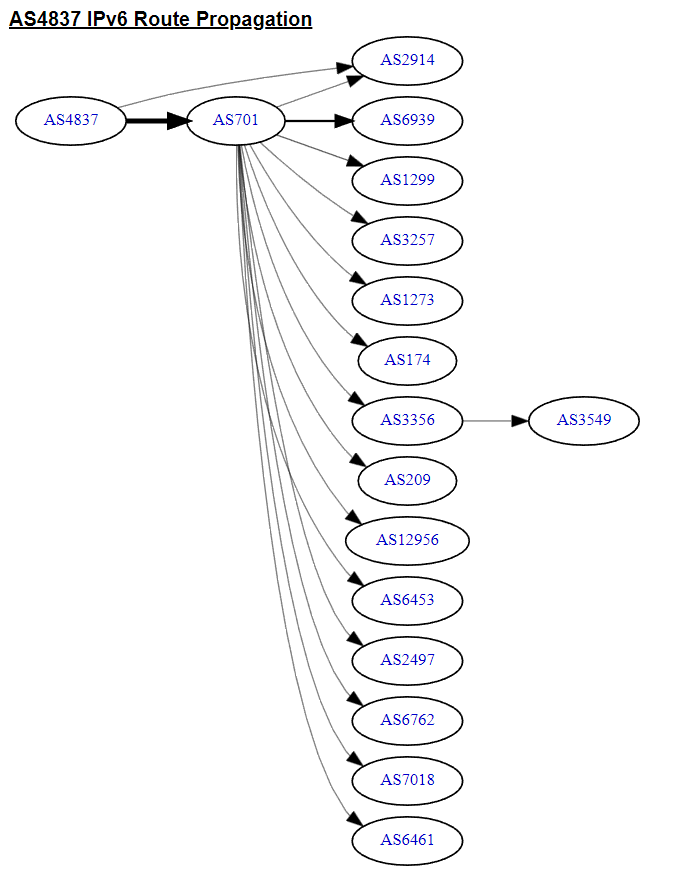 AS4837 IPv6 Route Propagation
AS2914
AS4837
AS701
AS6939
AS1299
AS3257
AS1273
AS174
AS3356
AS3549
AS209
AS12956
AS6453
AS2497
AS6762
AS7018
AS6461